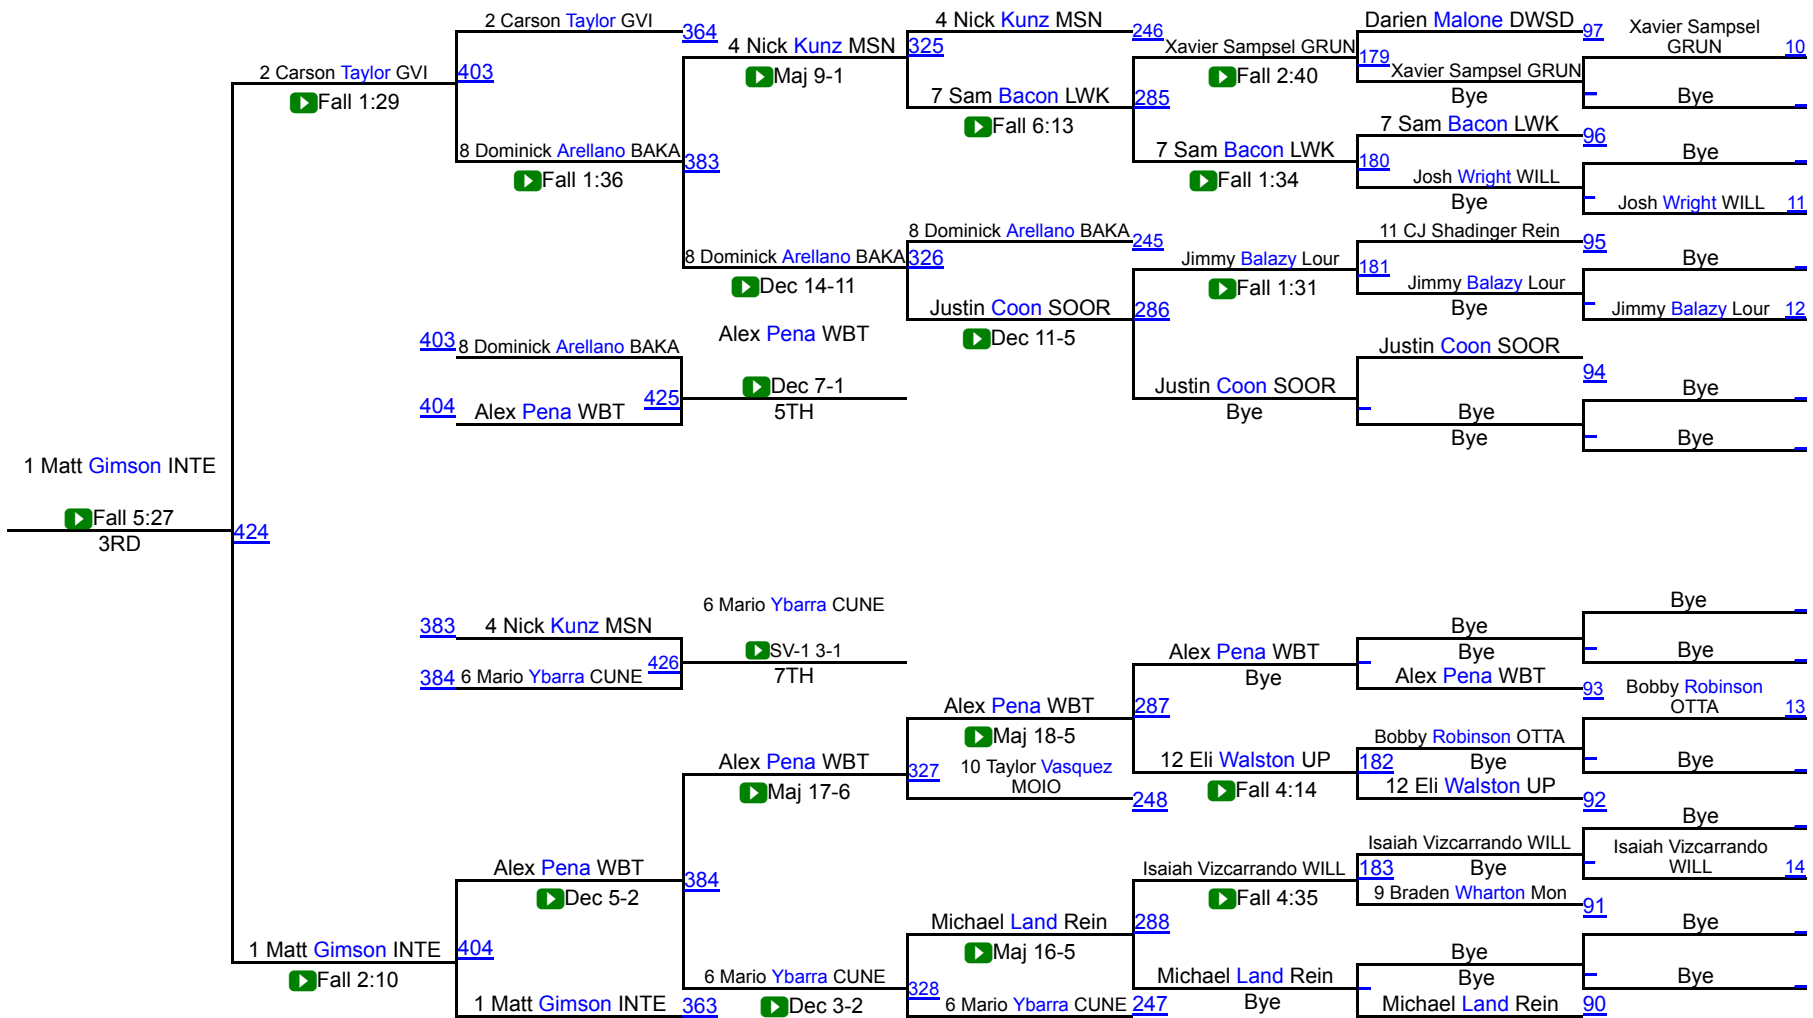 2 Carson Taylor GVI
364
4 Nick Kunz MSN
246
Darien Malone DWSD
97
Xavier Sampsel
GRUN
10
4 Nick Kunz MSN
325
Xavier Sampsel GRUN
179
2 Carson Taylor GVI
403
Maj 9-1
Fall 2:40
Xavier Sampsel GRUN
Fall 1:29
7 Sam Bacon LWK
285
Bye
Bye
Fall 6:13
7 Sam Bacon LWK
96
8 Dominick Arellano BAKA
383
7 Sam Bacon LWK
180
Bye
Fall 1:36
Fall 1:34
Josh Wright WILL
Bye
Josh Wright WILL
11
8 Dominick Arellano BAKA
245
11 CJ Shadinger Rein
95
8 Dominick Arellano BAKA
326
Jimmy Balazy Lour
181
Bye
Dec 14-11
Fall 1:31
Jimmy Balazy Lour
Justin Coon SOOR
286
Bye
Jimmy Balazy Lour
12
Alex Pena WBT
Dec 11-5
403
8 Dominick Arellano BAKA
Justin Coon SOOR
94
Dec 7-1
Justin Coon SOOR
Bye
404
Alex Pena WBT
425
5TH
Bye
Bye
Bye
Bye
1 Matt Gimson INTE
Fall 5:27
3RD
424
6 Mario Ybarra CUNE
Bye
383
4 Nick Kunz MSN
Bye
SV-1 3-1
Alex Pena WBT
Bye
Bye
384
6 Mario Ybarra CUNE
426
7TH
Bye
Alex Pena WBT
93
Bobby Robinson
OTTA
13
Alex Pena WBT
287
Maj 18-5
Bobby Robinson OTTA
Alex Pena WBT
327
10 Taylor Vasquez
MOIO
12 Eli Walston UP
182
Bye
Bye
Maj 17-6
248
Fall 4:14
12 Eli Walston UP
92
Bye
Isaiah Vizcarrando WILL
Isaiah Vizcarrando
WILL
14
Alex Pena WBT
384
Isaiah Vizcarrando WILL
183
Bye
Dec 5-2
Fall 4:35
9 Braden Wharton Mon
91
Michael Land Rein
288
Bye
1 Matt Gimson INTE
404
Maj 16-5
Bye
Fall 2:10
6 Mario Ybarra CUNE
328
Michael Land Rein
Bye
Bye
1 Matt Gimson INTE
363
Dec 3-2
6 Mario Ybarra CUNE
247
Bye
Michael Land Rein
90